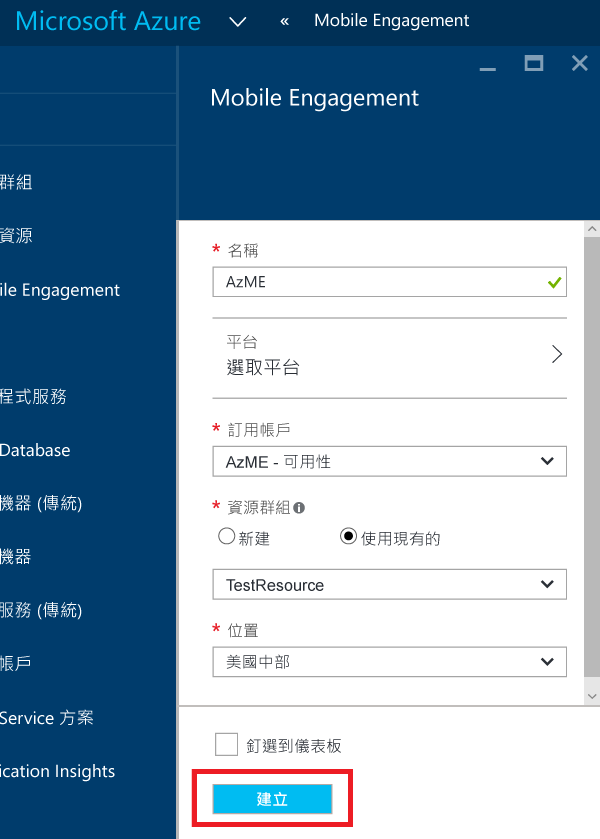 Microsoft Azure « Mobile Engagement
Mobile Engagement
群組
資源
ile Engagement
程式服務
Database
機器 (傳統)
機器
服務 (傳統)
帳戶
Service 方案
ication Insights
* 名稱
AzME
平台
選取平台
* 訂用帳戶
AzME - 可用性
* 資源群組
新建 使用現有的
TestResource
* 位置
美國中部
釘選到儀表板
建立